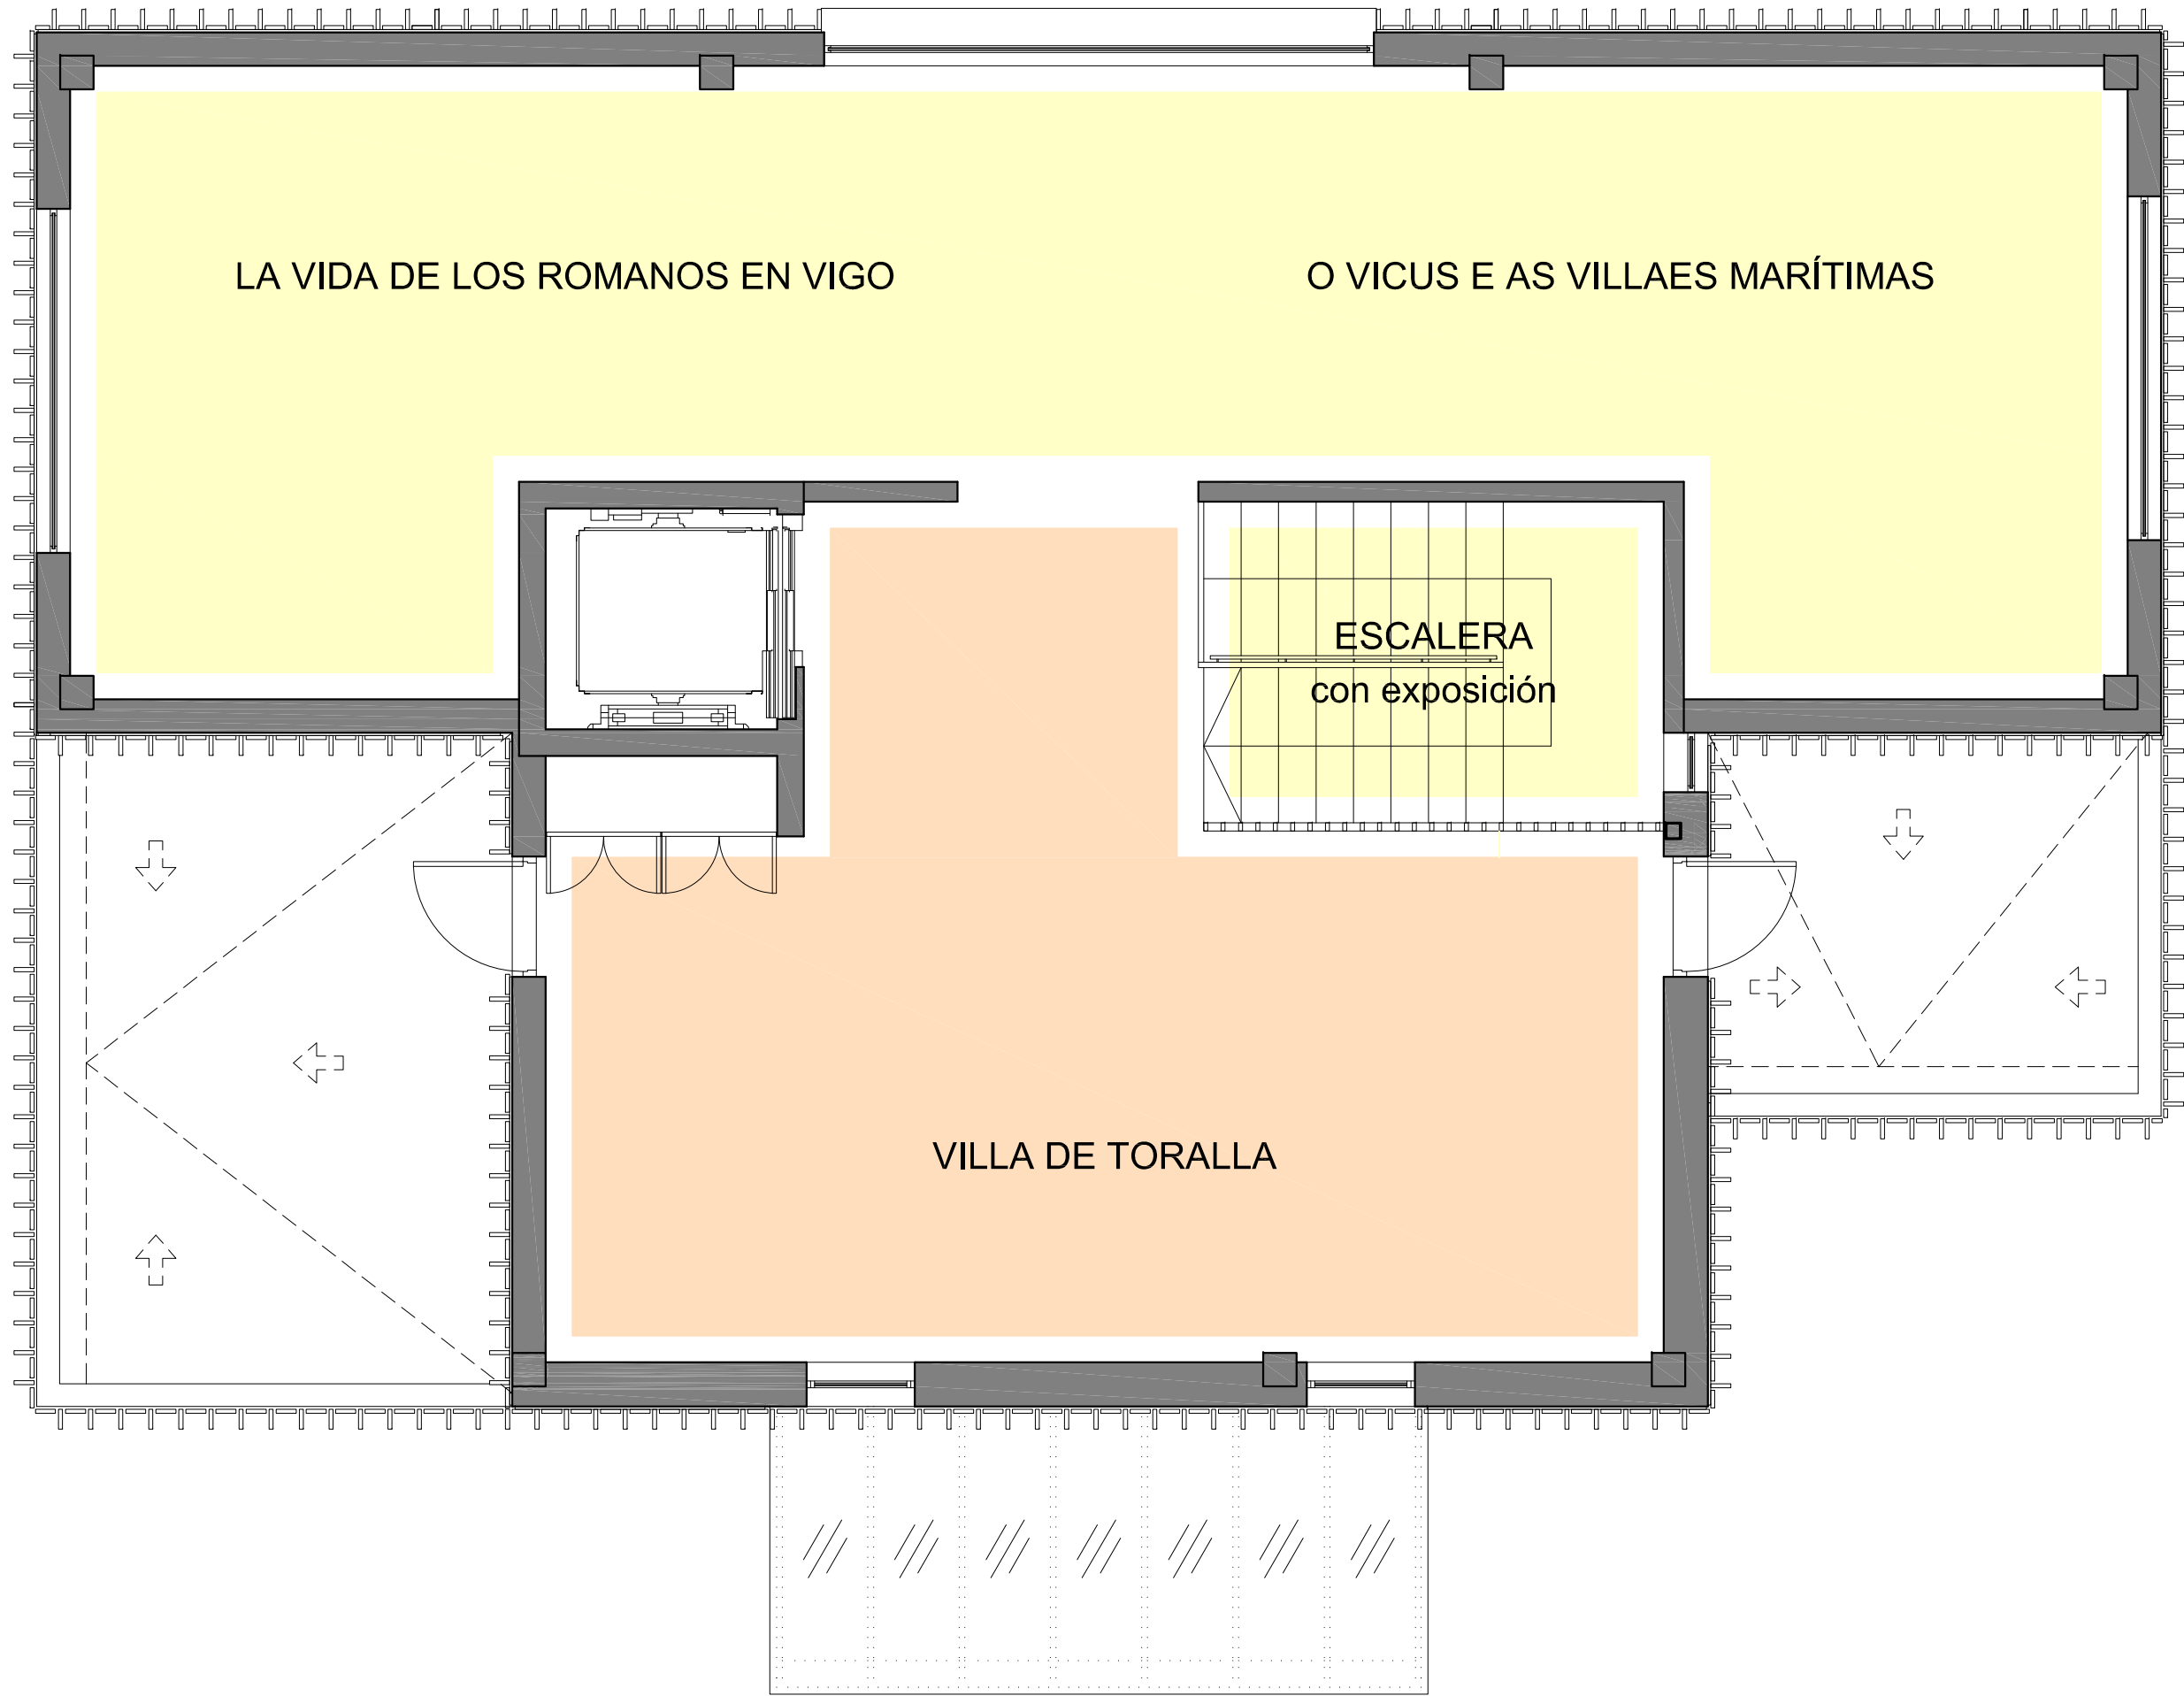 LA VIDA DE LOS ROMANOS EN VIGO
O VICUS E AS VILLAES MARÍTIMAS
ESCALERA
con exposición
VILLA DE TORALLA